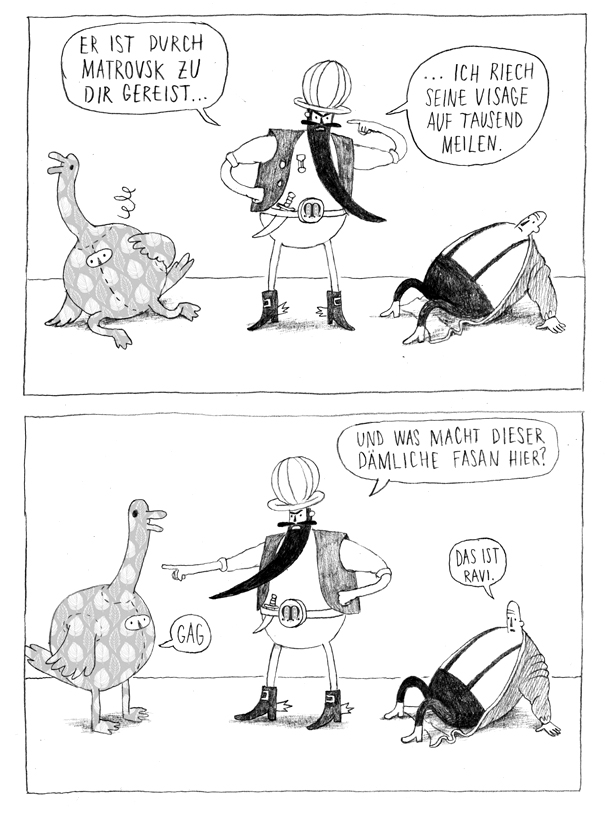 ER IST DURCH
MATROVSK ZU
DIR GEREIST...
... ICH RIECH
SEINE VISAGE
AUF TAUSEND
MEILEN.
UND WAS MACHT DIESER
DÄMLICHE FASAN HIER?
DAS IST
RAVI.
GAG
M
M